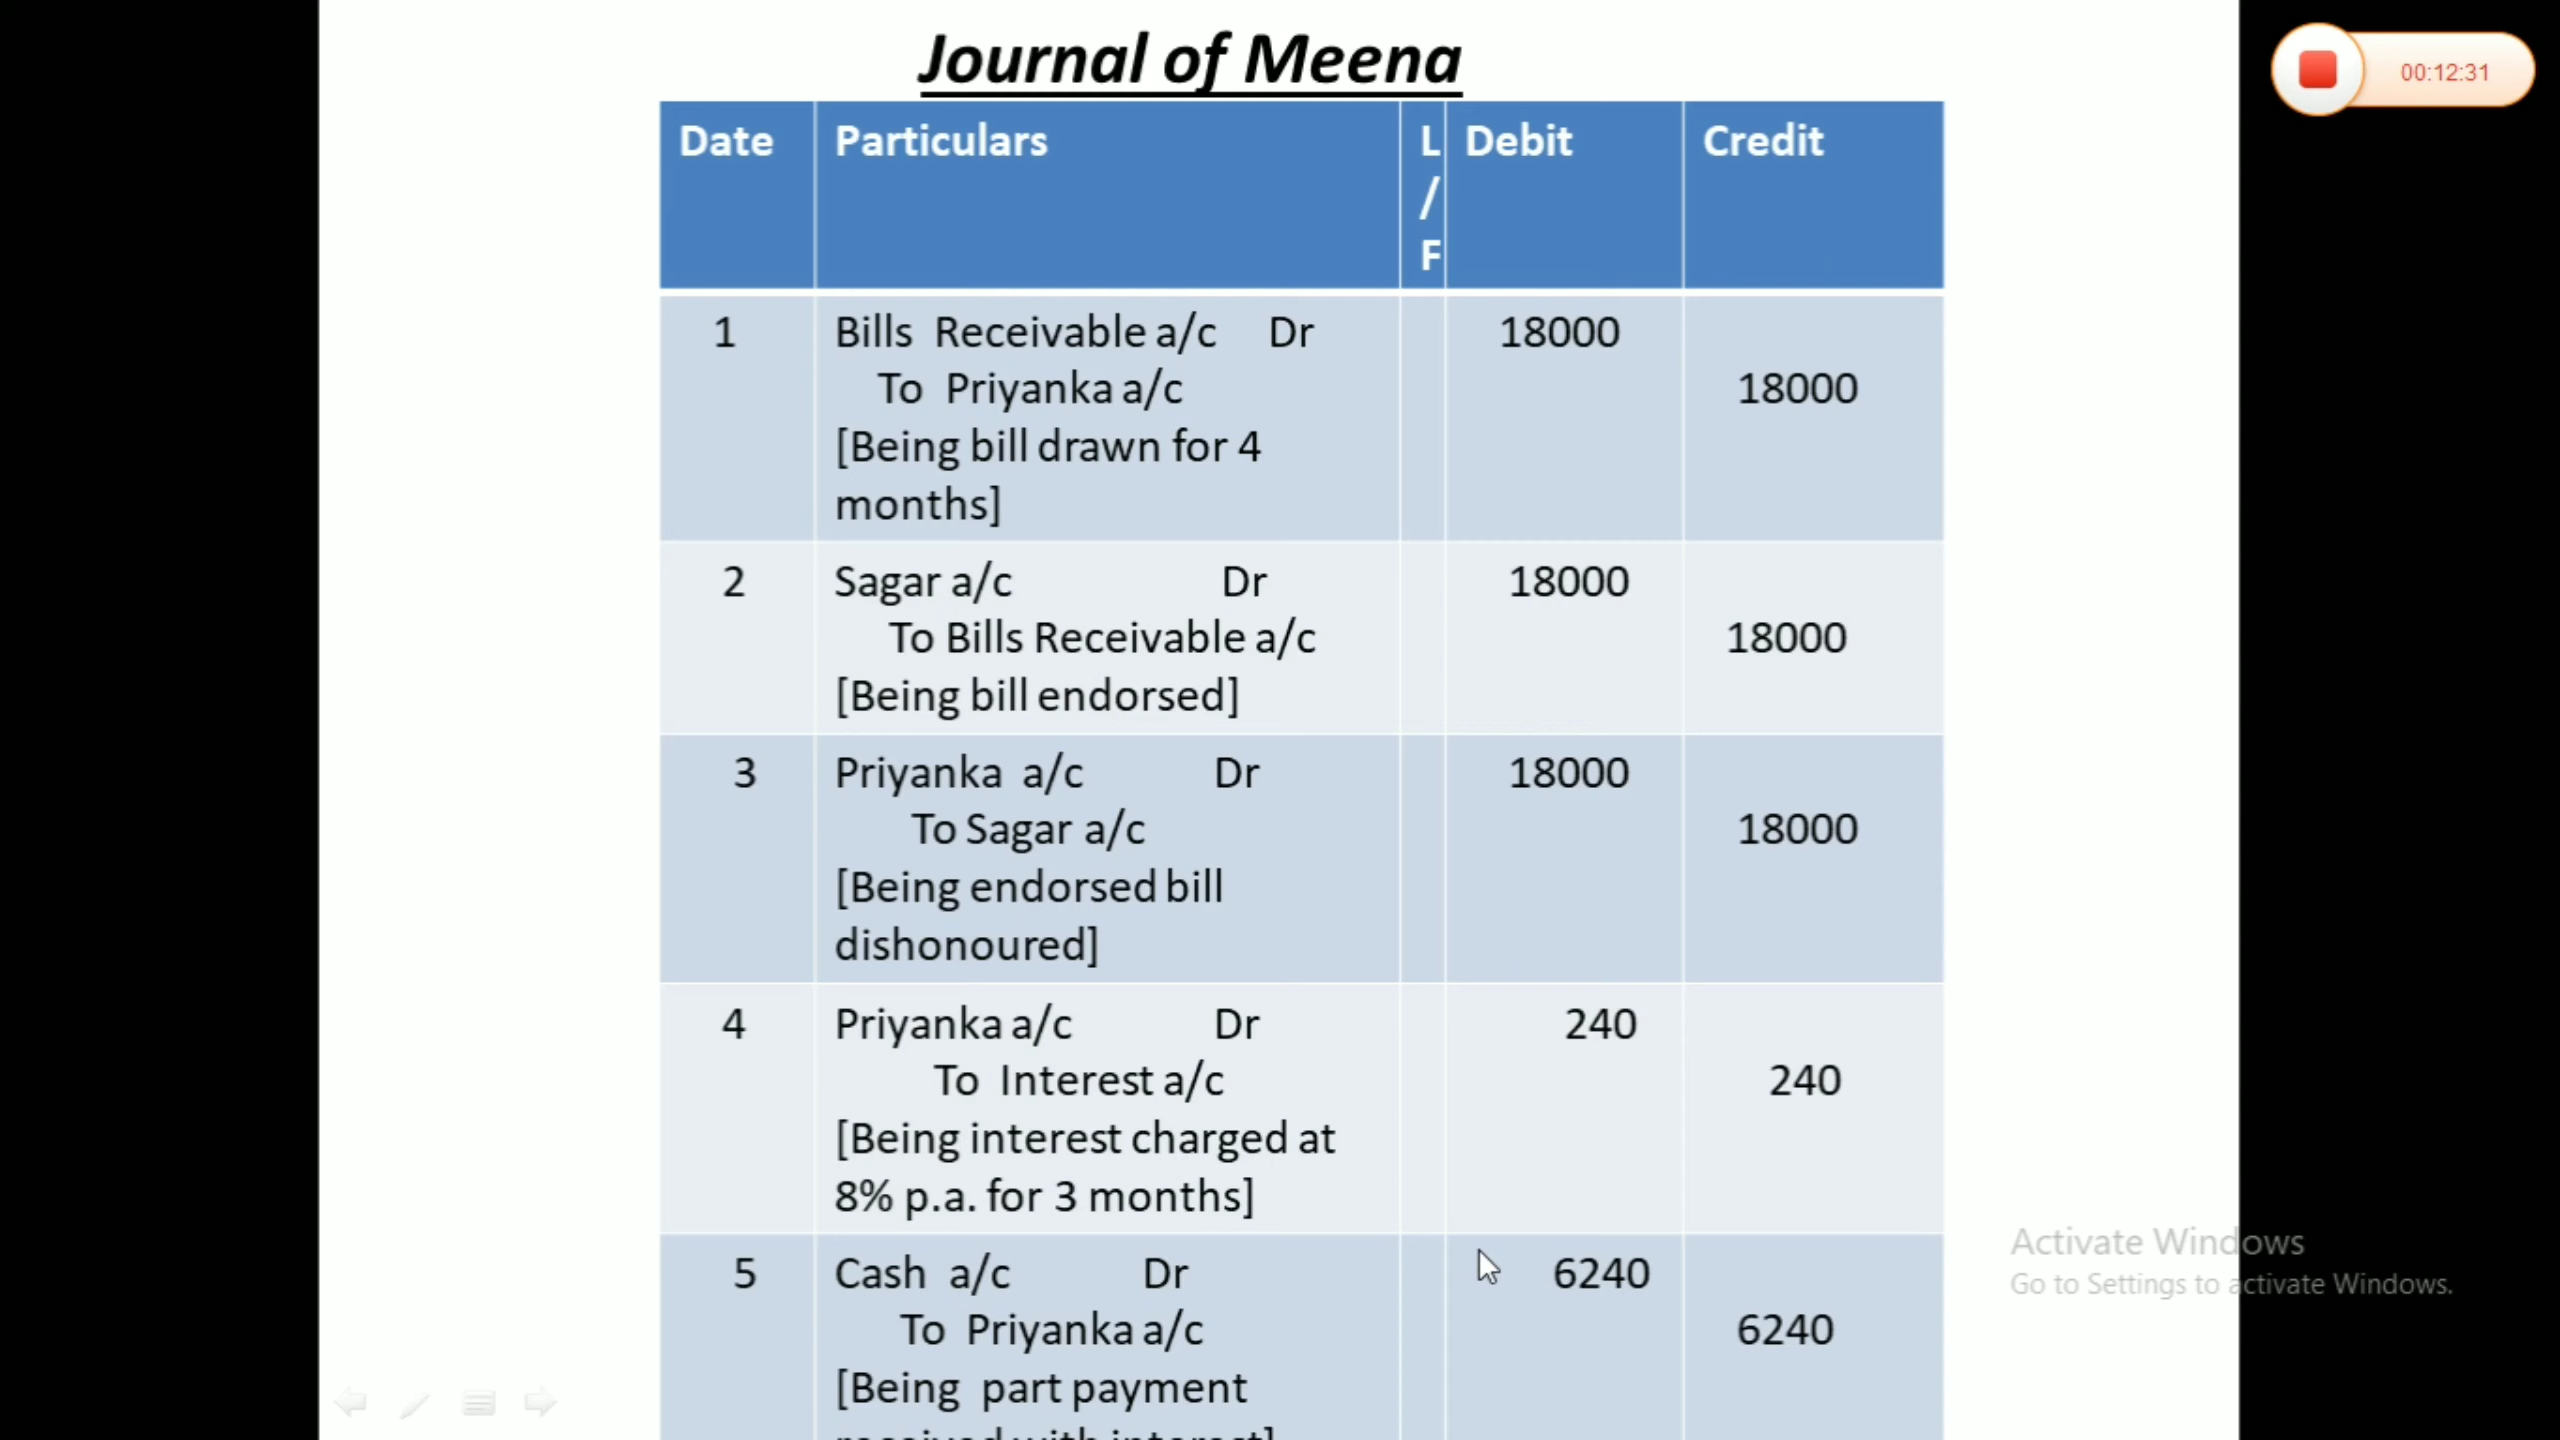 Journal of Meena
00:12:31
Date Particulars L Debit Credit
/
F
1 Bills Receivable a/c Dr 18000
To Priyanka a/c 18000
[Being bill drawn for 4
months]
2 Sagar a/c Dr 18000
To Bills Receivable a/c 18000
[Being bill endorsed]
3 Priyanka a/c Dr 18000
To Sagar a/c 18000
[Being endorsed bill
dishonoured]
4 Priyanka a/c Dr 240
To Interest a/c 240
[Being interest charged at
8% p.a. for 3 months]
5 Cash a/c Dr 6240
To Priyanka a/c 6240
[Being part payment
received with interest]
Activate Windows
Go to Settings to activate Windows.